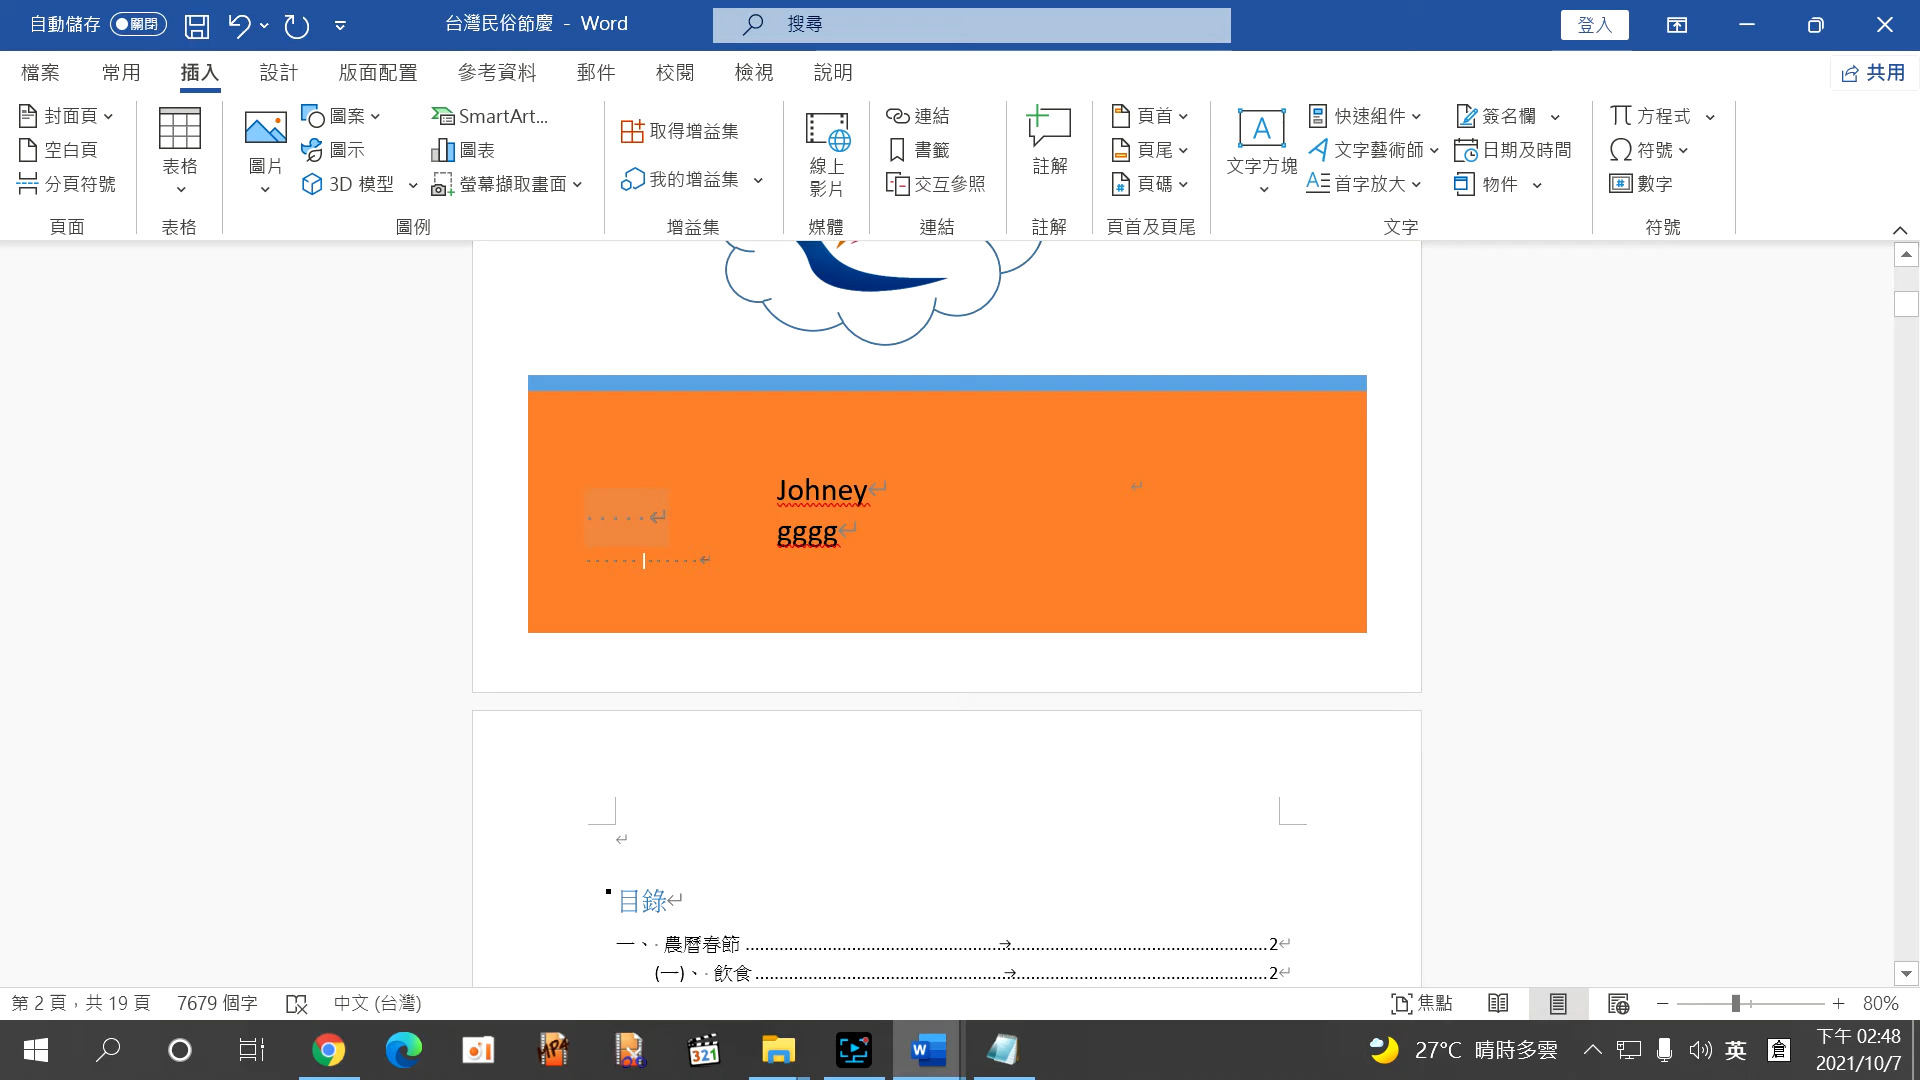 自動儲存 關閉 台灣民俗節慶 - Word 搜尋 登入
檔案 常用 插入 設計 版面配置 參考資料 郵件 校閱 檢視 說明 共用
封面頁
空白頁
分頁符號
頁面
表格
表格
圖片
圖案
圖示
3D 模型
SmartArt...
圖表
螢幕擷取畫面
圖例
取得增益集
我的增益集
增益集
線上
影片
媒體
連結
書籤
交互參照
連結
註解
註解
頁首
頁尾
頁碼
頁首及頁尾
文字方塊
快速組件
文字藝術師
首字放大
簽名欄
日期及時間
物件
文字
方程式
符號
數字
符號
Johney
gggg
目錄
一、 農曆春節 ........ 2
(一)、 飲食 ........ 2
第 2 頁，共 19 頁 7679 個字 中文 (台灣) 焦點 80%
MP4
321
27°C 晴時多雲 英 倉
下午 02:48
2021/10/7